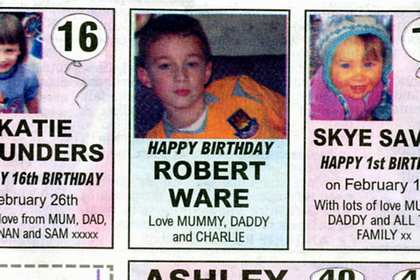 16
KATIE
UNDERS
Y 16th BIRTHDAY
ebruary 26th
love from MUM, DAD,
NAN and SAM xxxxx
HAPPY BIRTHDAY
ROBERT
WARE
Love MUMMY, DADDY
and CHARLIE
1
SKYE SAV
HAPPY 1st BIRTHD
on February 1
With lots of love MU
DADDY and ALL
FAMILY xx
ASHLEY